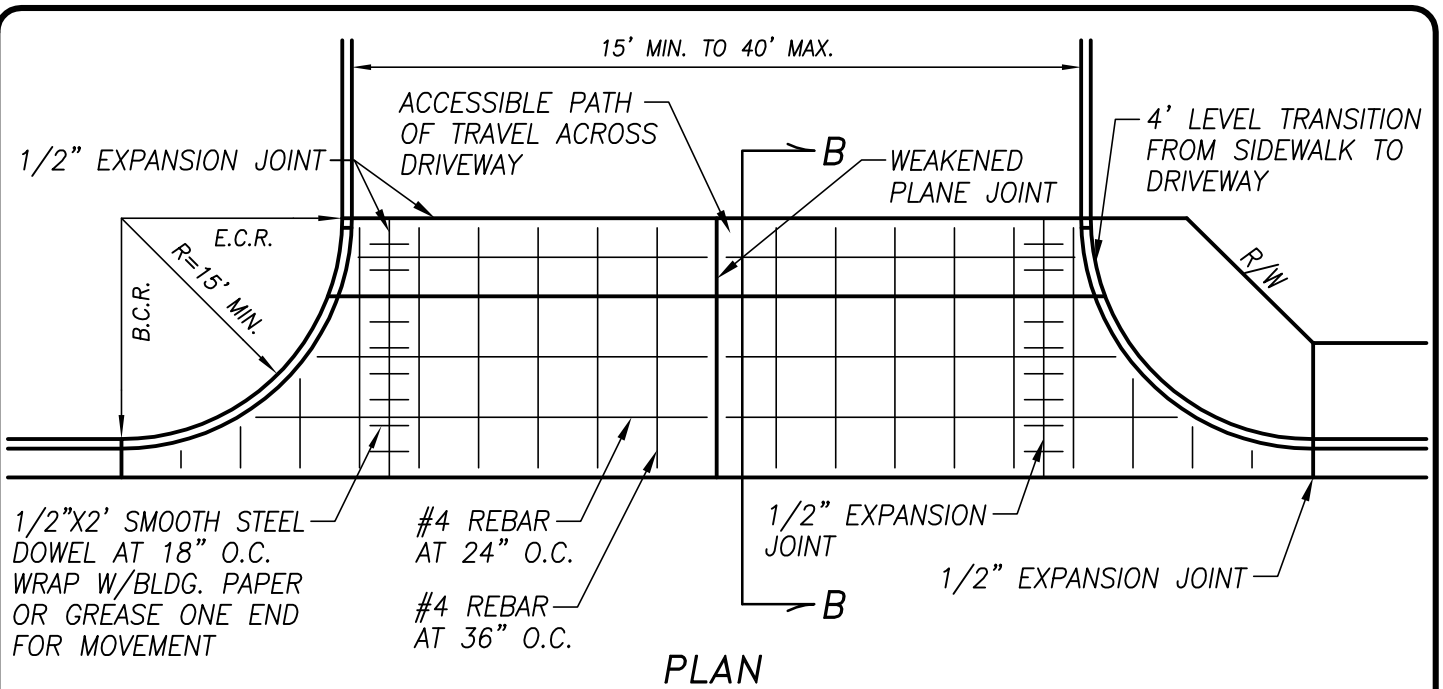 15' MIN. TO 40' MAX.
ACCESSIBLE PATH
OF TRAVEL ACROSS
DRIVEWAY
1/2" EXPANSION JOINT
B
WEAKENED
PLANE JOINT
4' LEVEL TRANSITION
FROM SIDEWALK TO
DRIVEWAY
E.C.R.
R=15' MIN.
B.C.R.
R/W
1/2"X2' SMOOTH STEEL
DOWEL AT 18" O.C.
WRAP W/BLDG. PAPER
OR GREASE ONE END
FOR MOVEMENT
#4 REBAR
AT 24" O.C.
#4 REBAR
AT 36" O.C.
1/2" EXPANSION
JOINT
1/2" EXPANSION JOINT
B
PLAN